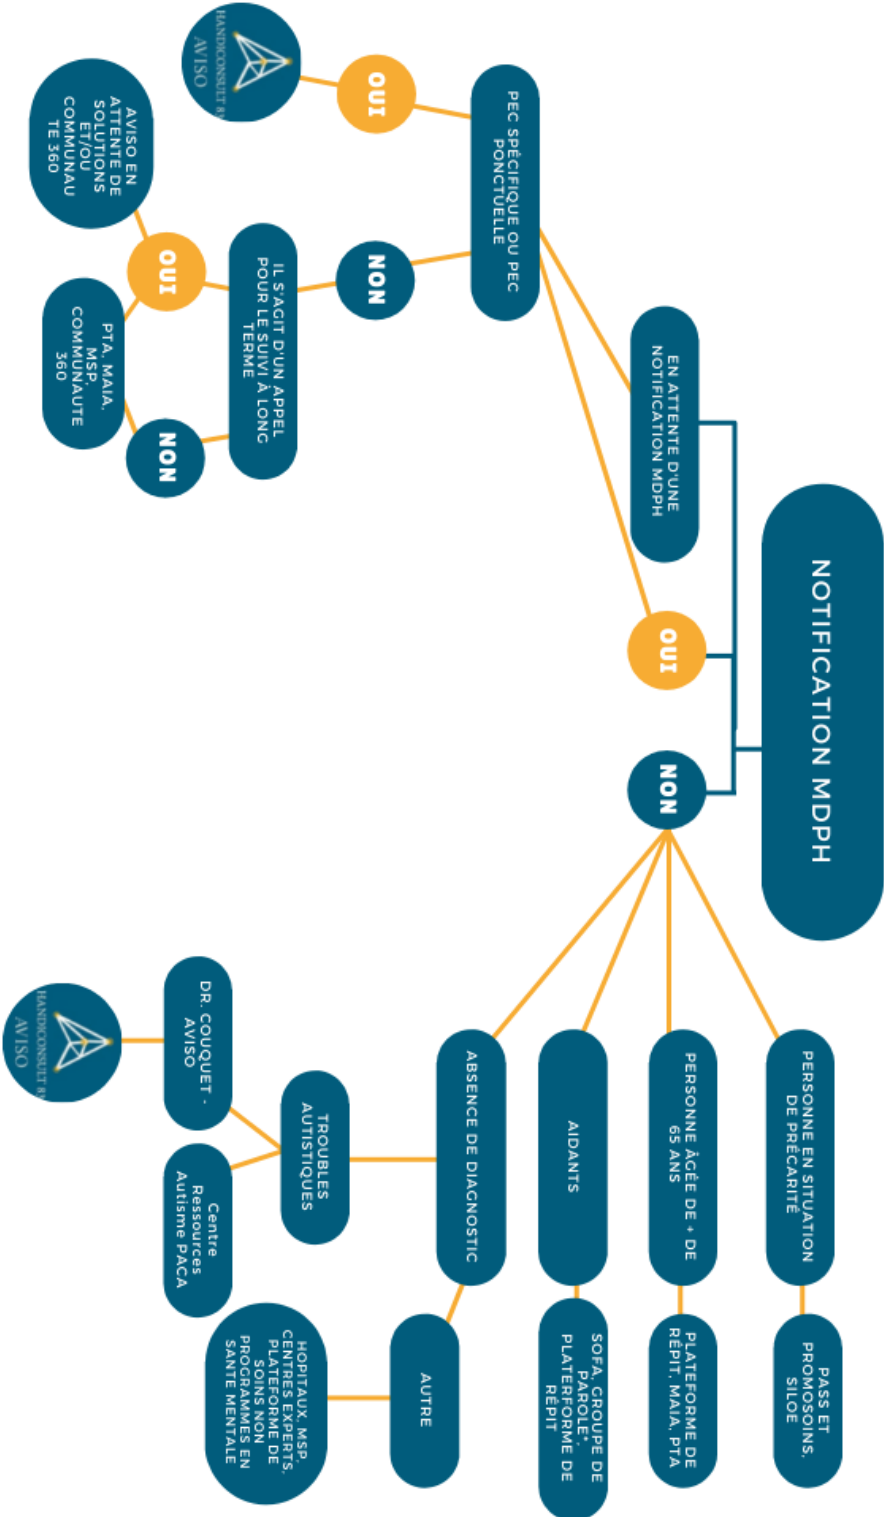 NOTIFICATION MDPH
EN ATTENTE D'UNE
NOTIFICATION MDPH
OUI
NON
PEC SPÉCIFIQUE OU PEC
PONCTUELLE
OUI
NON
HANDICONSULT BY
AVISO
IL S'AGIT D'UN APPEL
POUR LE SUIVI À LONG
TERME
OUI
NON
AVISO EN
ATTENTE DE
SOLUTIONS
ET/OU
COMMUNAU
TE 360
PTA, MAIA,
MSP,
COMMUNAUTE
360
PERSONNE EN SITUATION
DE PRÉCARITÉ
PASS ET
PROMOSOINS,
SILOE
PERSONNE ÂGÉE DE + DE
65 ANS
PLATEFORME DE
RÉPIT, MAIA, PTA
AIDANTS
SOFA, GROUPE DE
PAROLE*,
PLATERFORME DE
RÉPIT
ABSENCE DE DIAGNOSTIC
TROUBLES
AUTISTIQUES
AUTRE
DR. COUQUET -
AVISO
Centre
Ressources
Autisme PACA
HOPITAUX, MSP,
CENTRES EXPERTS,
PLATEFORME DE
SOINS NON
PROGRAMMES EN
SANTE MENTALE
HANDICONSULT BY
AVISO